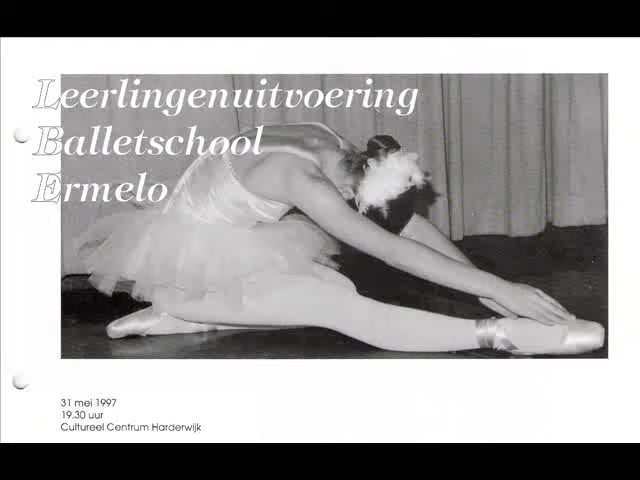 Leerlingenuitvoering
Balletschool
Ermelo
31 mei 1997
19.30 uur
Cultureel Centrum Harderwijk